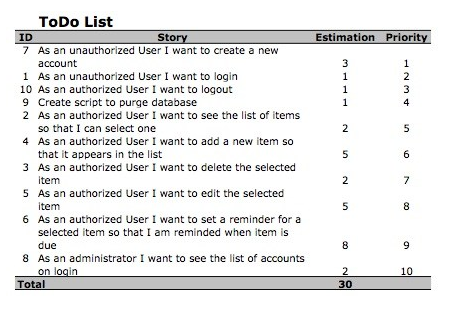 ToDo List
ID Story Estimation Priority
7 As an unauthorized User I want to create a new
account 3 1
1 As an unauthorized User I want to login 1 2
10 As an authorized User I want to logout 1 3
9 Create script to purge database 1 4
2 As an authorized User I want to see the list of items
so that I can select one 2 5
4 As an authorized User I want to add a new item so
that it appears in the list 5 6
3 As an authorized User I want to delete the selected
item 2 7
5 As an authorized User I want to edit the selected
item 5 8
6 As an authorized User I want to set a reminder for a
selected item so that I am reminded when item is
due 8 9
8 As an administrator I want to see the list of accounts
on login 2 10
Total 30